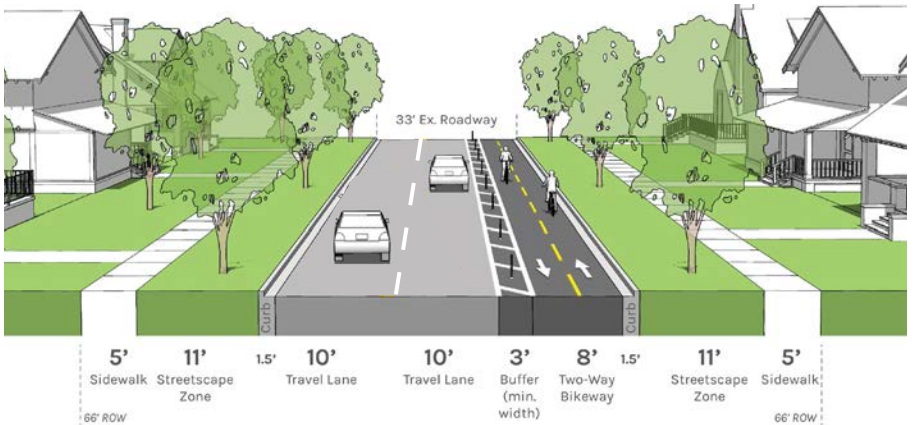 33' Ex. Roadway
Curb
Curb
5' 11' 1.5' 10' 10' 3' 8' 1.5' 11' 5'
Sidewalk Streetscape Travel Lane Travel Lane Buffer Two-Way Streetscape Sidewalk
Zone (min. Bikeway Zone
width)
66' ROW 66' ROW